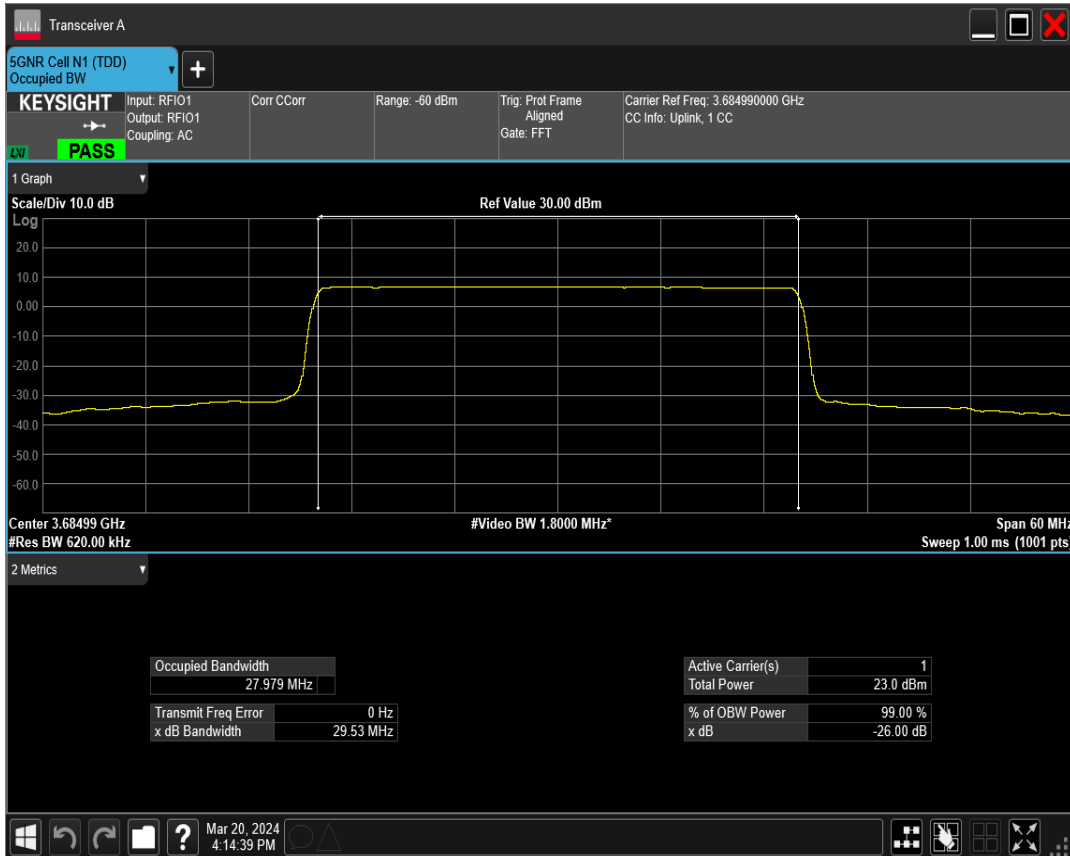 Transceiver A
5GNR Cell N1 (TDD)
Occupied BW
+
KEYSIGHT
LXI
PASS
Input: RFIO1
Output: RFIO1
Coupling: AC
Corr CCorr
Range: -60 dBm
Trig: Prot Frame
Aligned
Gate: FFT
Carrier Ref Freq: 3.684990000 GHz
CC Info: Uplink, 1 CC
1 Graph
Scale/Div 10.0 dB
Ref Value 30.00 dBm
Log
20.0
10.0
0.00
-10.0
-20.0
-30.0
-40.0
-50.0
-60.0
Center 3.68499 GHz
#Video BW 1.8000 MHz*
Span 60 MHz
#Res BW 620.00 kHz
Sweep 1.00 ms (1001 pts)
2 Metrics
Occupied Bandwidth
27.979 MHz
Transmit Freq Error 0 Hz
x dB Bandwidth 29.53 MHz
Active Carrier(s) 1
Total Power 23.0 dBm
% of OBW Power 99.00 %
x dB -26.00 dB
?
Mar 20, 2024
4:14:39 PM